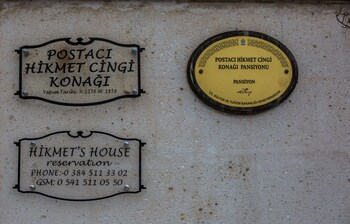 POSTACI
HİKMET CİNGİ
KONAĞI
HİKMET'S HOUSE
reservation
PHONE: 0 384 511 33 02
GSM: 0 541 511 05 50
POSTACI HİKMET CİNGİ
KONAĞI PANSİYONU
PANSİYON